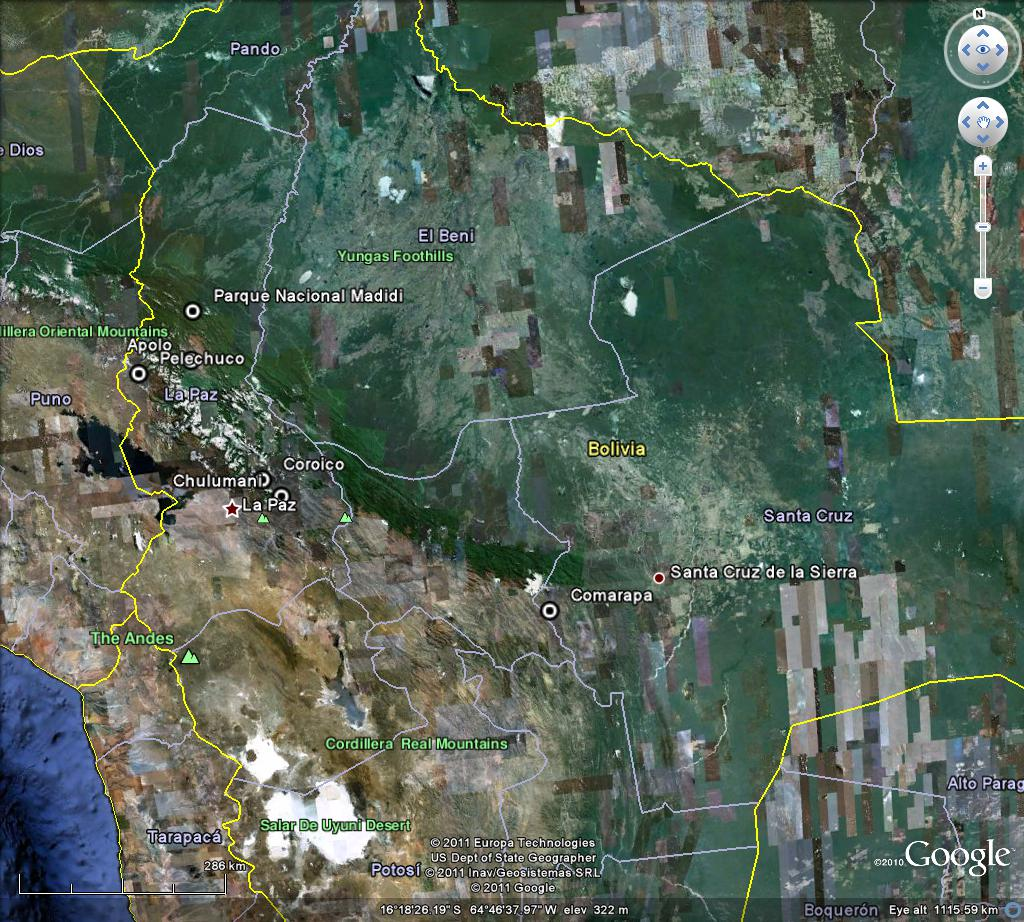 N
Pando
e Dios
El Beni
Yungas Foothills
Parque Nacional Madidi
illera Oriental Mountains
Apolo
Pelechuco
Puno
La Paz
Bolivia
Coroico
Chulumani
La Paz
Santa Cruz
Santa Cruz de la Sierra
Comarapa
The Andes
Cordillera Real Mountains
Alto Parag
Salar De Uyuni Desert
Tarapacá
© 2011 Europa Technologies
US Dept of State Geographer
© 2011 Inav/Geosistemas SRL
© 2011 Google
©2010 Google
286 km
Potosí
Boquerón
16°18'26.19" S 64°46'37.97" W elev 322 m
Eye alt 1115.59 km